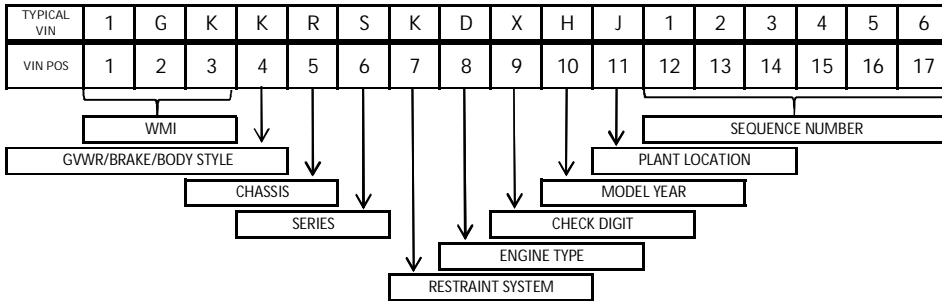 TYPICAL VIN 1 G K K R S K D X H J 1 2 3 4 5 6
VIN POS 1 2 3 4 5 6 7 8 9 10 11 12 13 14 15 16 17
WMI SEQUENCE NUMBER
GVWR/BRAKE/BODY STYLE PLANT LOCATION
CHASSIS MODEL YEAR
SERIES CHECK DIGIT
ENGINE TYPE
RESTRAINT SYSTEM